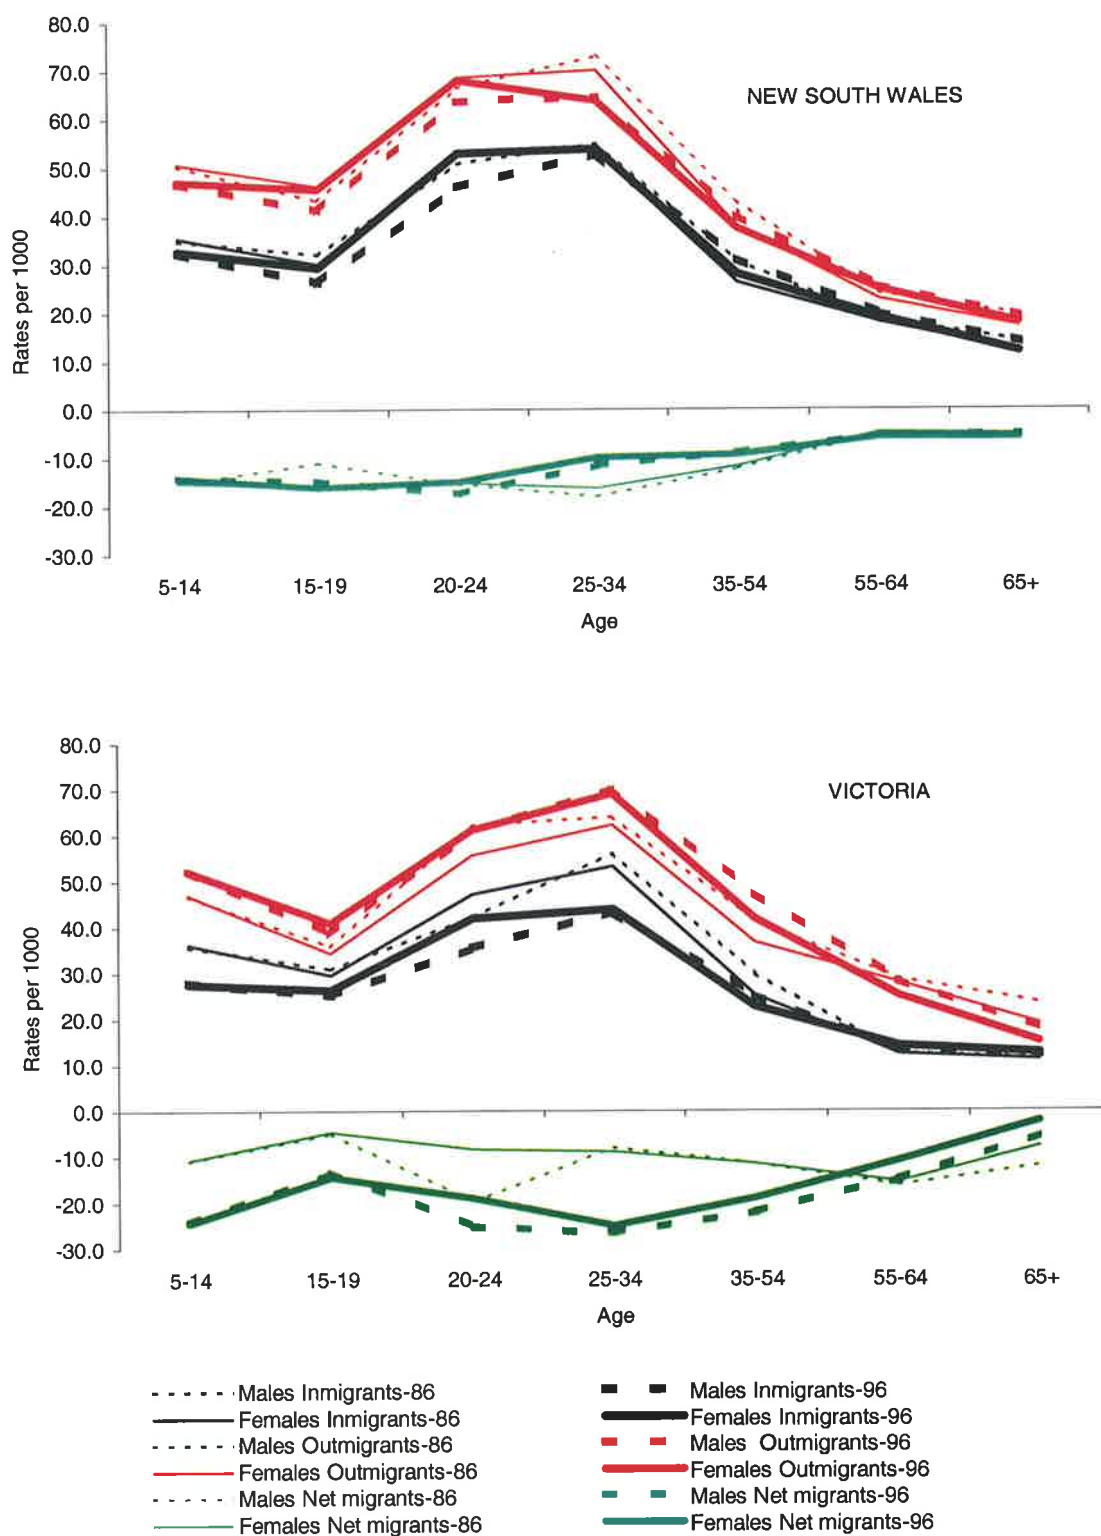 80.0
70.0
60.0
50.0
40.0
30.0
20.0
10.0
0.0
-10.0
-20.0
-30.0
Rates per 1000
NEW SOUTH WALES
5-14 15-19 20-24 25-34 35-54 55-64 65+
Age
80.0
70.0
60.0
50.0
40.0
30.0
20.0
10.0
0.0
-10.0
-20.0
-30.0
Rates per 1000
VICTORIA
5-14 15-19 20-24 25-34 35-54 55-64 65+
Age
Males Inmigrants-86
Females Inmigrants-86
Males Outmigrants-86
Females Outmigrants-86
Males Net migrants-86
Females Net migrants-86
Males Inmigrants-96
Females Inmigrants-96
Males Outmigrants-96
Females Outmigrants-96
Males Net migrants-96
Females Net migrants-96